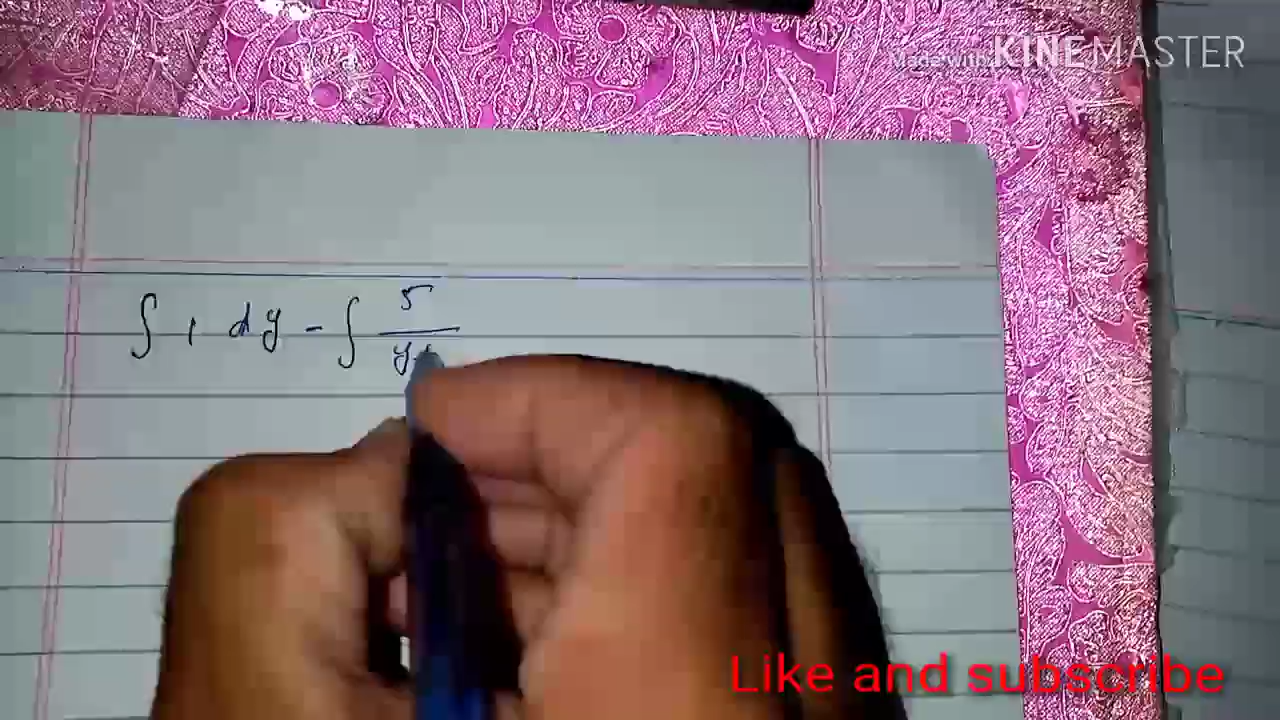 Made with KINEMASTER
∫ 1 dy - ∫ 5/y+
Like and subscribe